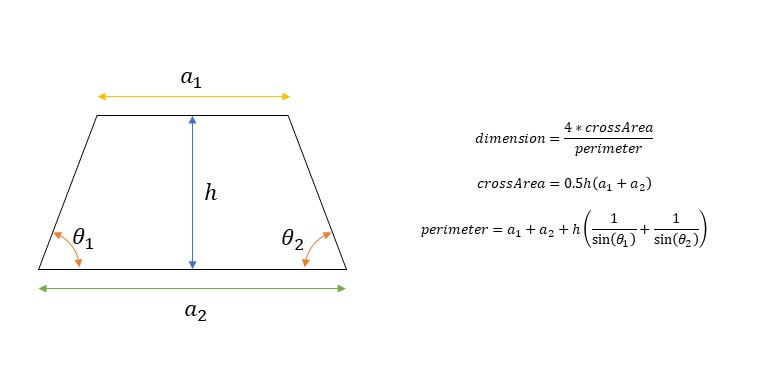 a₁
h
θ₁
θ₂
a₂
dimension = 4 * crossArea / perimeter
crossArea = 0.5h(a₁ + a₂)
perimeter = a₁ + a₂ + h(1/sin(θ₁) + 1/sin(θ₂))